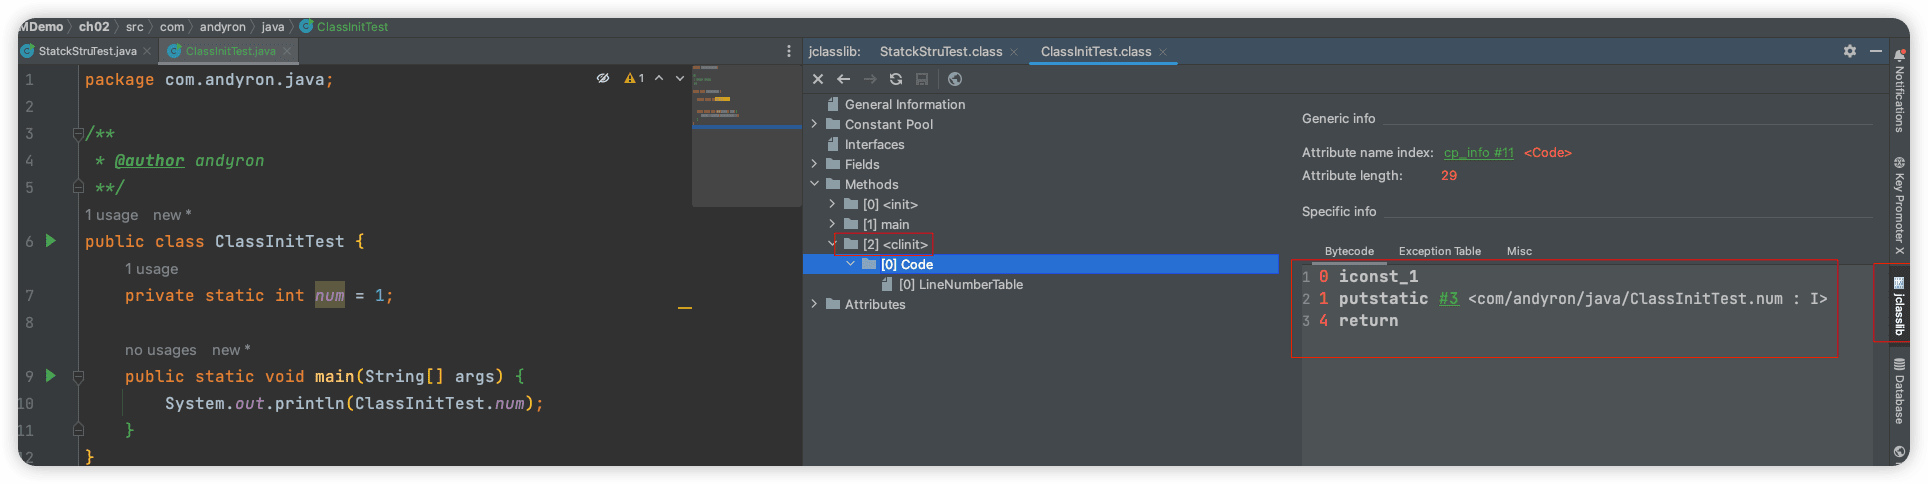 MDemo › ch02 › src › com › andyron › java › ClassInitTest
StatckStruTest.java × ClassInitTest.java ×
1 package com.andyron.java;
1
2
3 /**
4 * @author andyron
5 **/
1 usage new *
6 public class ClassInitTest {
1 usage
7 private static int num = 1;
8
no usages new *
9 public static void main(String[] args) {
10 System.out.println(ClassInitTest.num);
11 }
12 }
jclasslib: StatckStruTest.class × ClassInitTest.class ×
General Information
Constant Pool
Interfaces
Fields
Methods
[0] <init>
[1] main
[2] <clinit>
[0] Code
[0] LineNumberTable
Attributes
Generic info
Attribute name index: cp_info #11 <Code>
Attribute length: 29
Specific info
Bytecode Exception Table Misc
1 0 iconst_1
2 1 putstatic #3 <com/andyron/java/ClassInitTest.num : I>
3 4 return
Notifications
Key Promoter X
jclasslib
Database